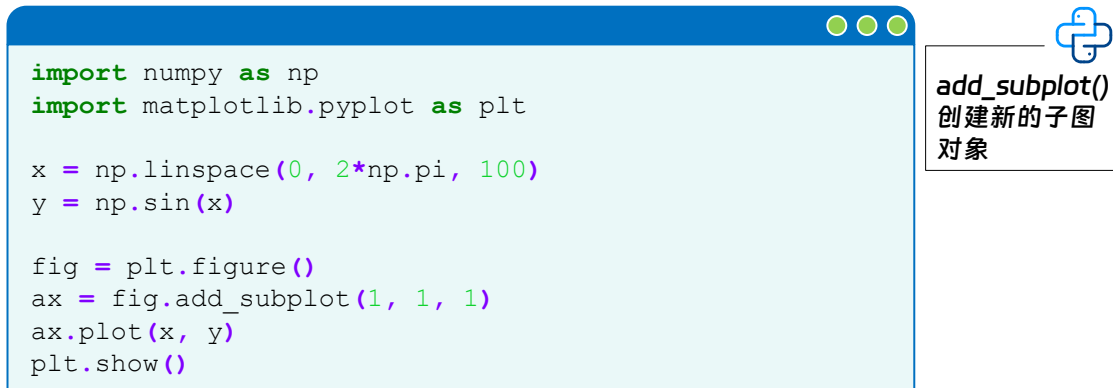 import numpy as np
import matplotlib.pyplot as plt
x = np.linspace(0, 2*np.pi, 100)
y = np.sin(x)
fig = plt.figure()
ax = fig.add_subplot(1, 1, 1)
ax.plot(x, y)
plt.show()
add_subplot()
创建新的子图
对象